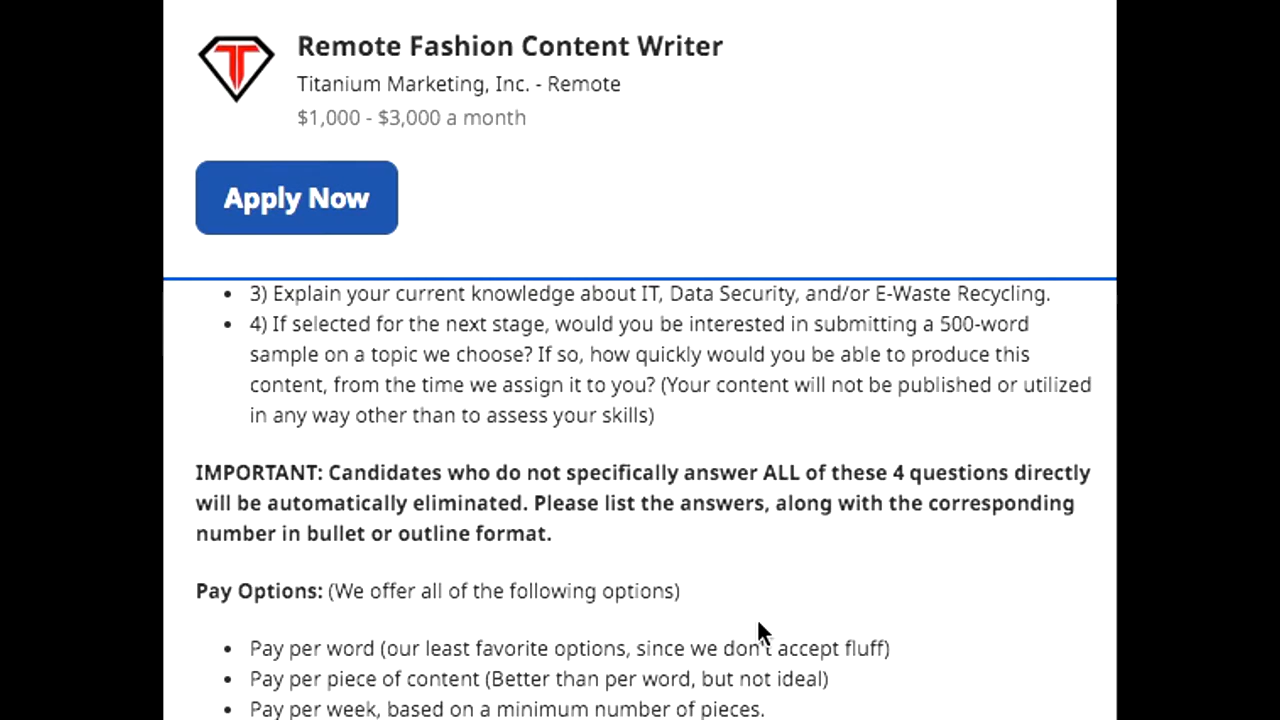 Remote Fashion Content Writer
Titanium Marketing, Inc. - Remote
$1,000 - $3,000 a month
Apply Now
• 3) Explain your current knowledge about IT, Data Security, and/or E-Waste Recycling.
• 4) If selected for the next stage, would you be interested in submitting a 500-word
sample on a topic we choose? If so, how quickly would you be able to produce this
content, from the time we assign it to you? (Your content will not be published or utilized
in any way other than to assess your skills)
IMPORTANT: Candidates who do not specifically answer ALL of these 4 questions directly
will be automatically eliminated. Please list the answers, along with the corresponding
number in bullet or outline format.
Pay Options: (We offer all of the following options)
• Pay per word (our least favorite options, since we don't accept fluff)
• Pay per piece of content (Better than per word, but not ideal)
• Pay per week, based on a minimum number of pieces.